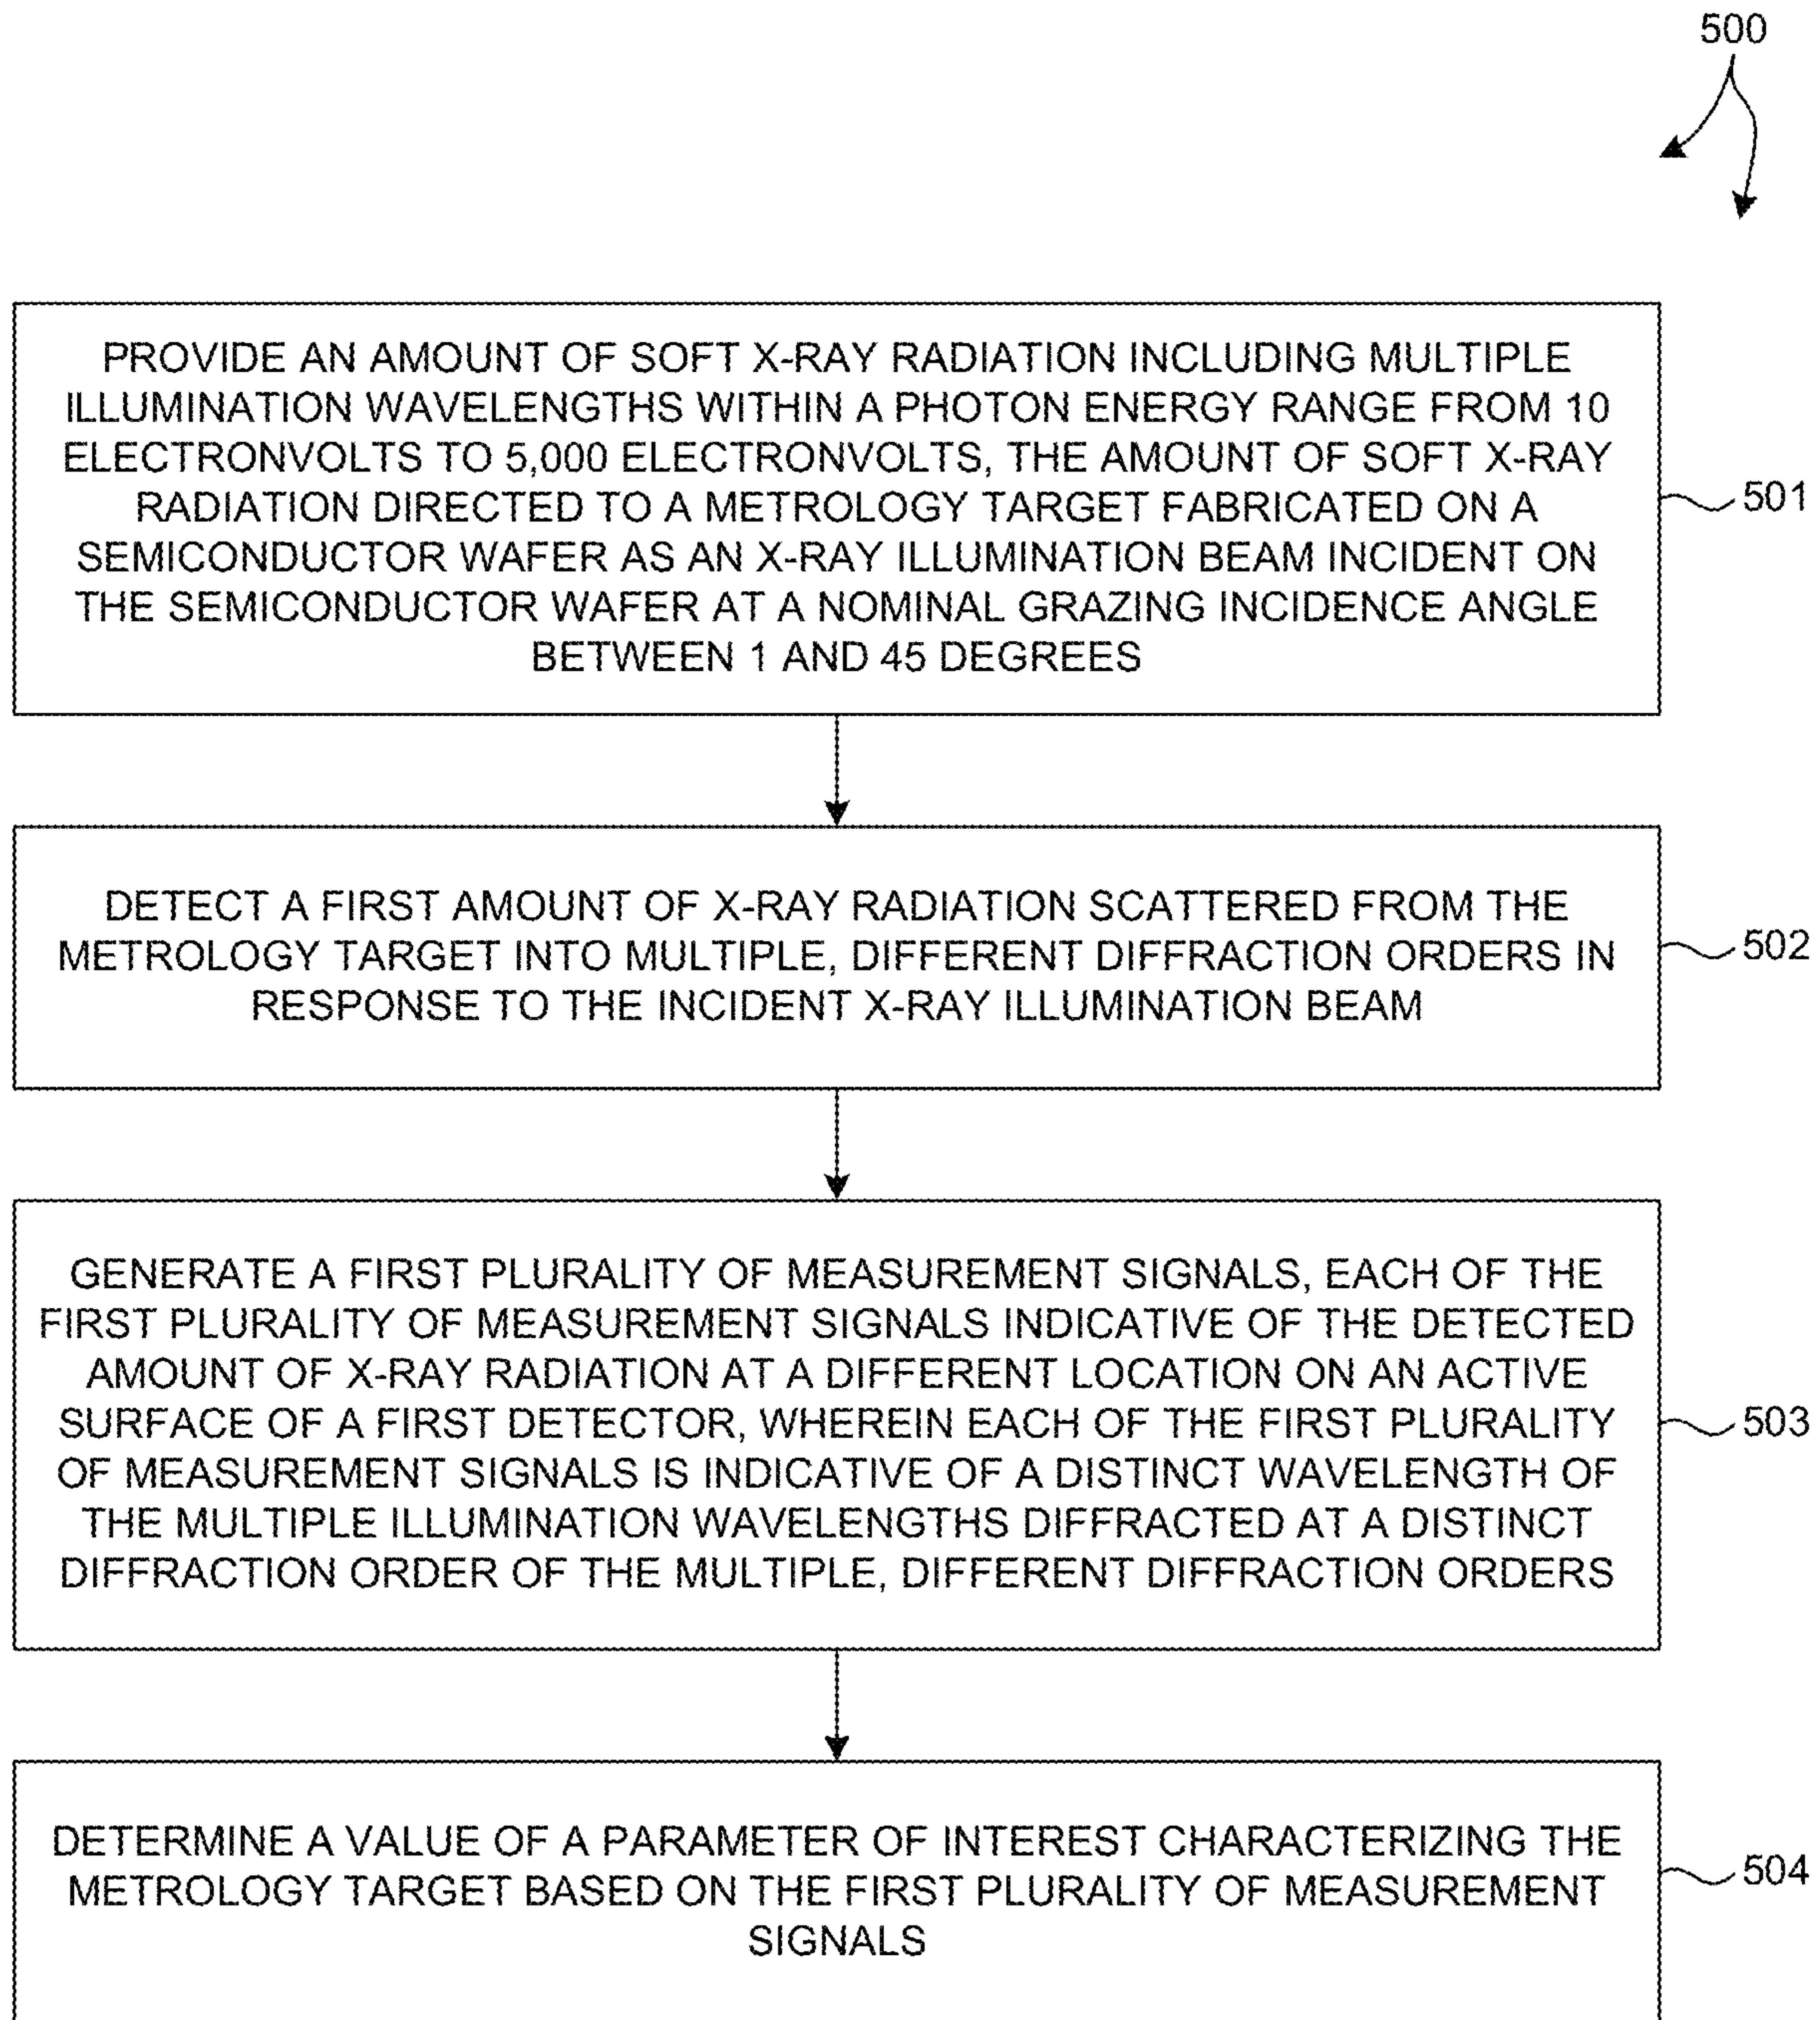 500
PROVIDE AN AMOUNT OF SOFT X-RAY RADIATION INCLUDING MULTIPLE
ILLUMINATION WAVELENGTHS WITHIN A PHOTON ENERGY RANGE FROM 10
ELECTRONVOLTS TO 5,000 ELECTRONVOLTS, THE AMOUNT OF SOFT X-RAY
RADIATION DIRECTED TO A METROLOGY TARGET FABRICATED ON A
SEMICONDUCTOR WAFER AS AN X-RAY ILLUMINATION BEAM INCIDENT ON
THE SEMICONDUCTOR WAFER AT A NOMINAL GRAZING INCIDENCE ANGLE
BETWEEN 1 AND 45 DEGREES
501
DETECT A FIRST AMOUNT OF X-RAY RADIATION SCATTERED FROM THE
METROLOGY TARGET INTO MULTIPLE, DIFFERENT DIFFRACTION ORDERS IN
RESPONSE TO THE INCIDENT X-RAY ILLUMINATION BEAM
502
GENERATE A FIRST PLURALITY OF MEASUREMENT SIGNALS, EACH OF THE
FIRST PLURALITY OF MEASUREMENT SIGNALS INDICATIVE OF THE DETECTED
AMOUNT OF X-RAY RADIATION AT A DIFFERENT LOCATION ON AN ACTIVE
SURFACE OF A FIRST DETECTOR, WHEREIN EACH OF THE FIRST PLURALITY
OF MEASUREMENT SIGNALS IS INDICATIVE OF A DISTINCT WAVELENGTH OF
THE MULTIPLE ILLUMINATION WAVELENGTHS DIFFRACTED AT A DISTINCT
DIFFRACTION ORDER OF THE MULTIPLE, DIFFERENT DIFFRACTION ORDERS
503
DETERMINE A VALUE OF A PARAMETER OF INTEREST CHARACTERIZING THE
METROLOGY TARGET BASED ON THE FIRST PLURALITY OF MEASUREMENT
SIGNALS
504